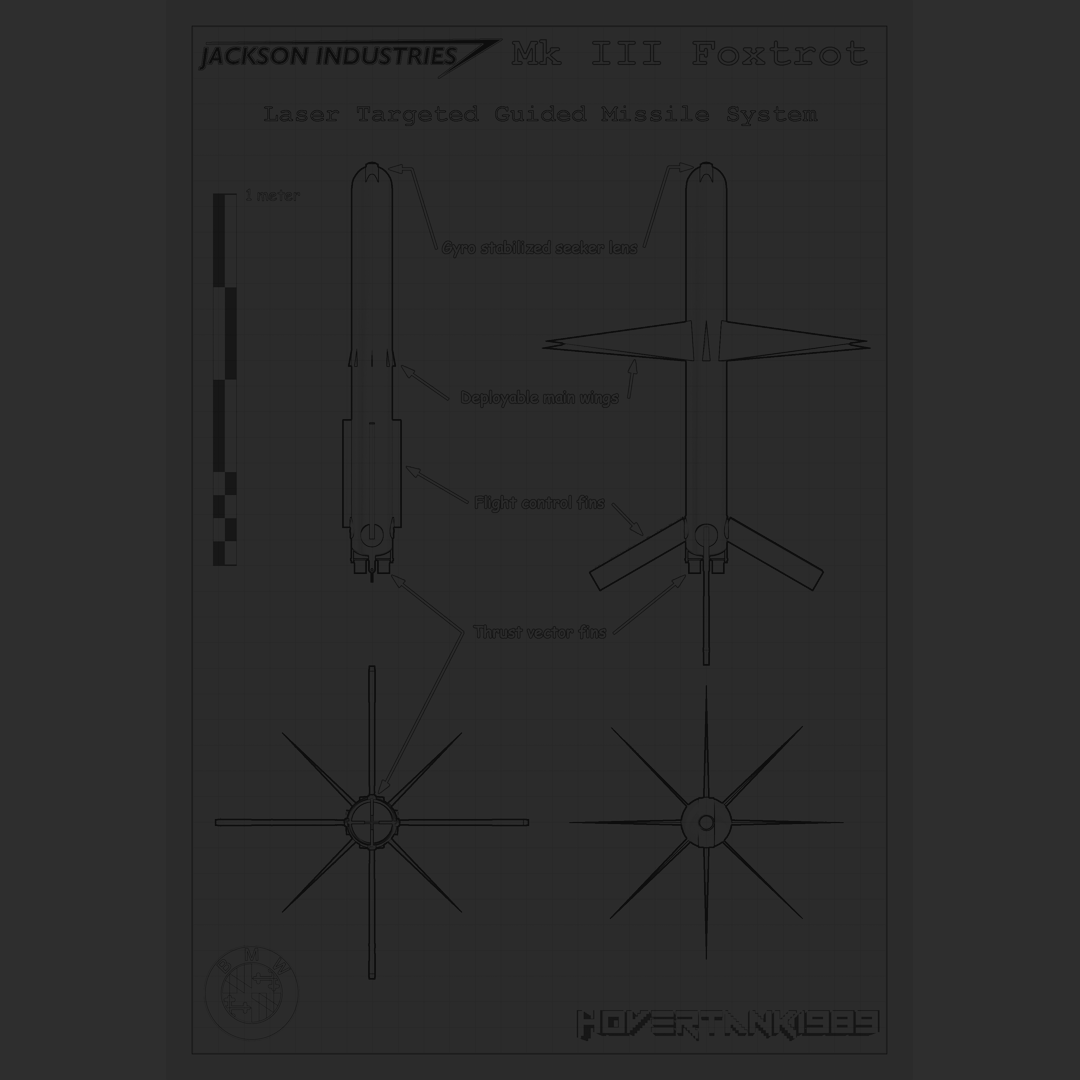 JACKSON INDUSTRIES Mk III Foxtrot
Laser Targeted Guided Missile System
1 meter
Gyro stabilized seeker lens
Deployable main wings
Flight control fins
Thrust vector fins
HOVERTANK1989